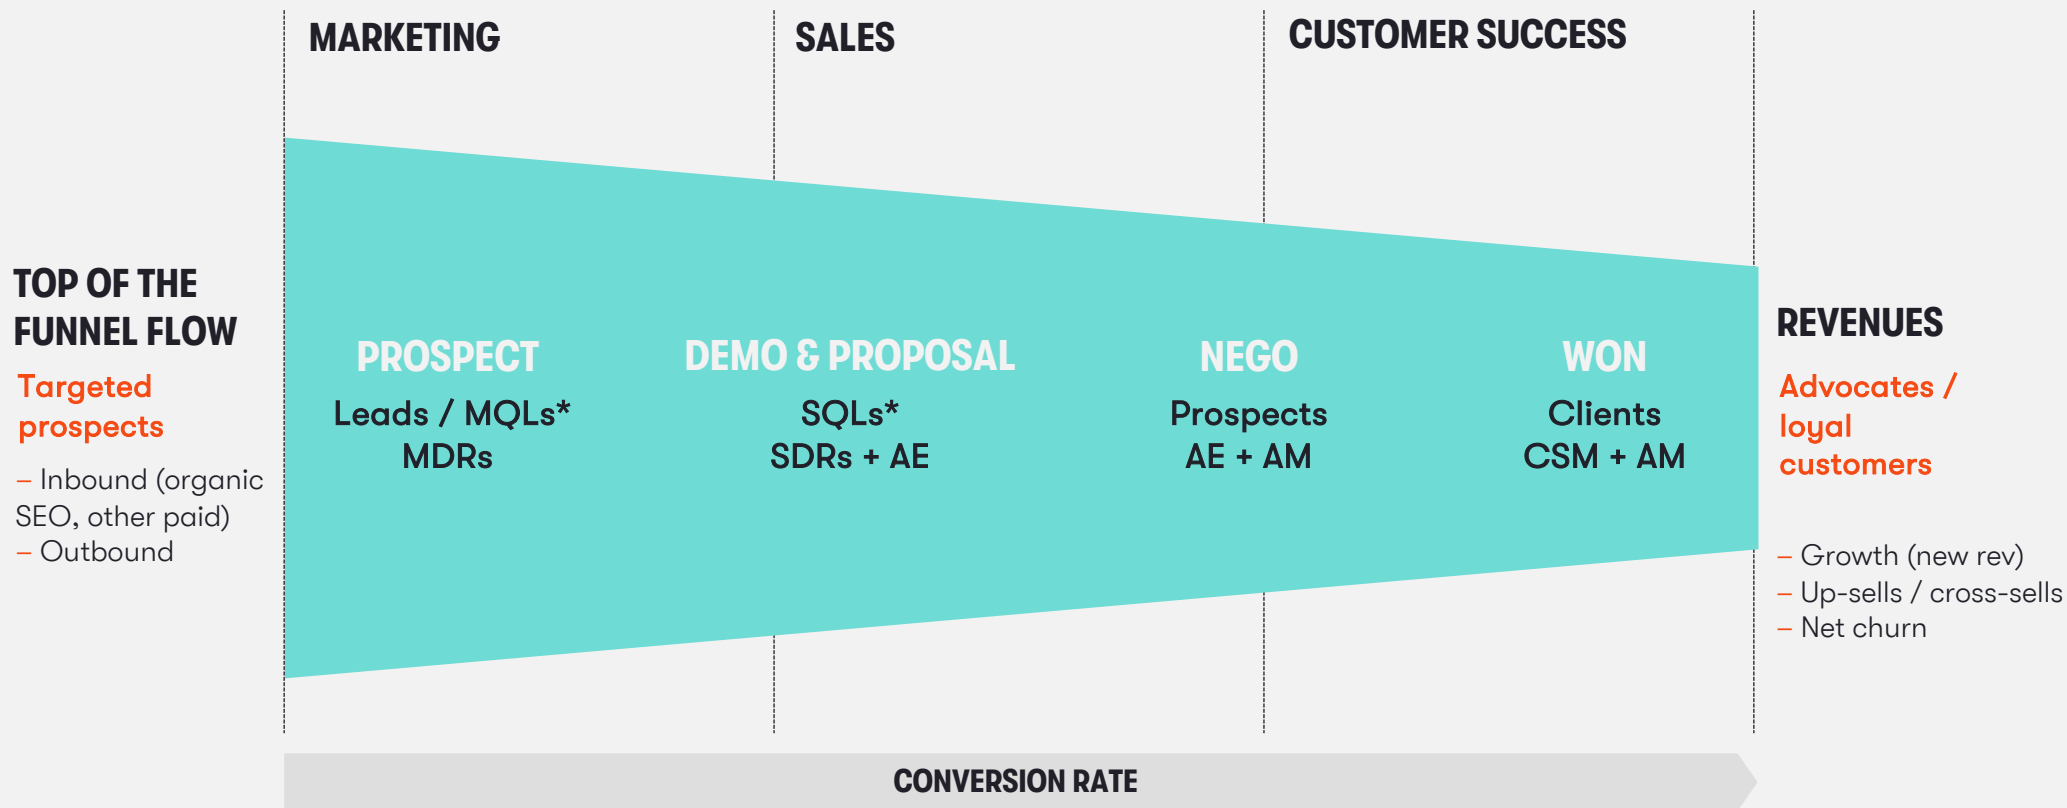 MARKETING
SALES
CUSTOMER SUCCESS
TOP OF THE
FUNNEL FLOW
Targeted
prospects
– Inbound (organic
SEO, other paid)
– Outbound
PROSPECT
Leads / MQLs*
MDRs
DEMO & PROPOSAL
SQLs*
SDRs + AE
NEGO
Prospects
AE + AM
WON
Clients
CSM + AM
REVENUES
Advocates /
loyal
customers
– Growth (new rev)
– Up-sells / cross-sells
– Net churn
CONVERSION RATE